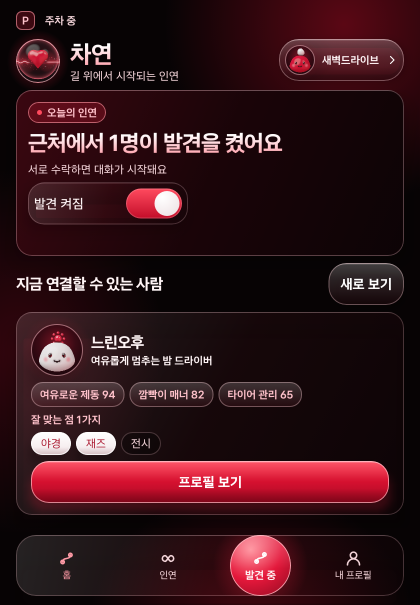 P 주차 중
차연
길 위에서 시작되는 인연
새벽드라이브
오늘의 인연
근처에서 1명이 발견을 켰어요
서로 수락하면 대화가 시작돼요
발견 켜짐
지금 연결할 수 있는 사람
새로 보기
느린오후
여유롭게 멈추는 밤 드라이버
여유로운 제동 94 깜빡이 매너 82 타이어 관리 65
잘 맞는 점 1가지
야경 재즈 전시
프로필 보기
홈 인연 발견 중 내 프로필